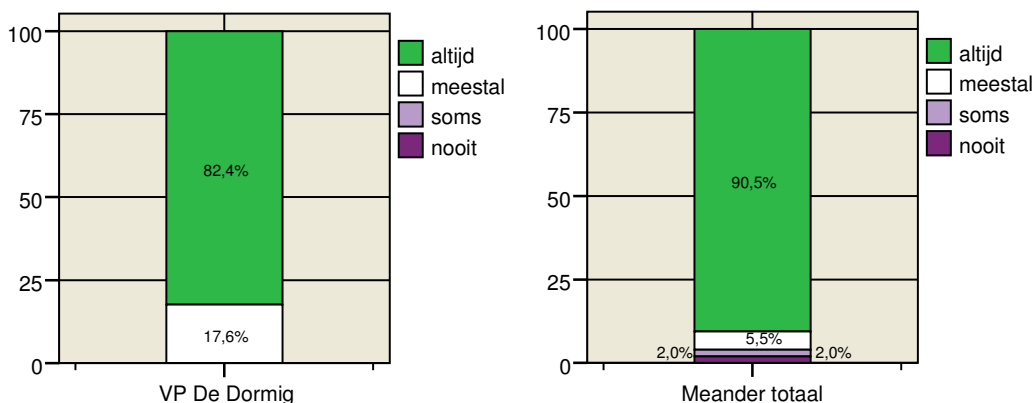 100
75
50
25
0
82,4%
17,6%
VP De Dormig
altijd
meestal
soms
nooit
100
75
50
25
0
90,5%
5,5%
2,0%
2,0%
Meander totaal
altijd
meestal
soms
nooit